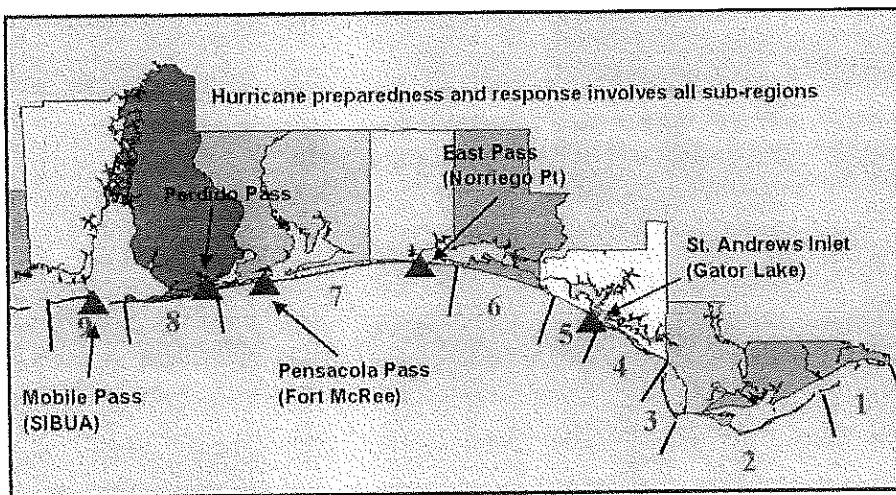 Hurricane preparedness and response involves all sub-regions
East Pass
(Norriego Pt)
Perdido Pass
St. Andrews Inlet
(Gator Lake)
9
8
7
6
5
4
3
2
1
Pensacola Pass
(Fort McRee)
Mobile Pass
(SIBUA)